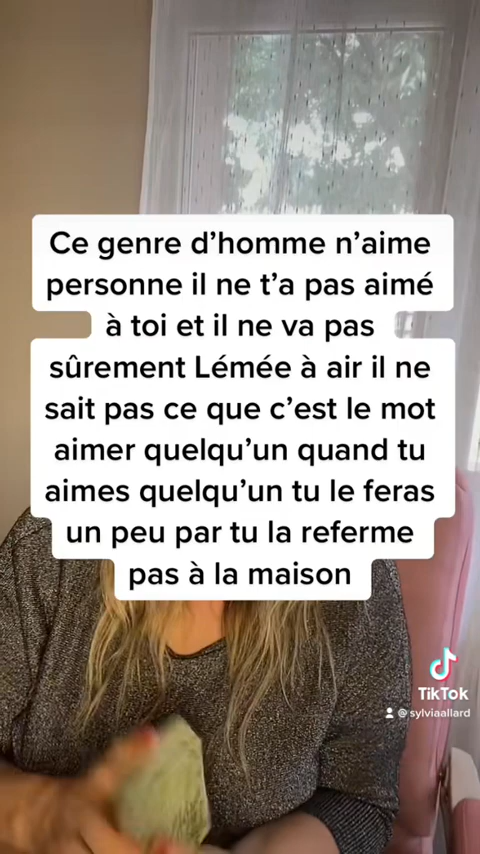 Ce genre d’homme n’aime
personne il ne t’a pas aimé
à toi et il ne va pas
sûrement Lémée à air il ne
sait pas ce que c’est le mot
aimer quelqu’un quand tu
aimes quelqu’un tu le feras
un peu par tu la referme
pas à la maison
TikTok
@sylviaallard